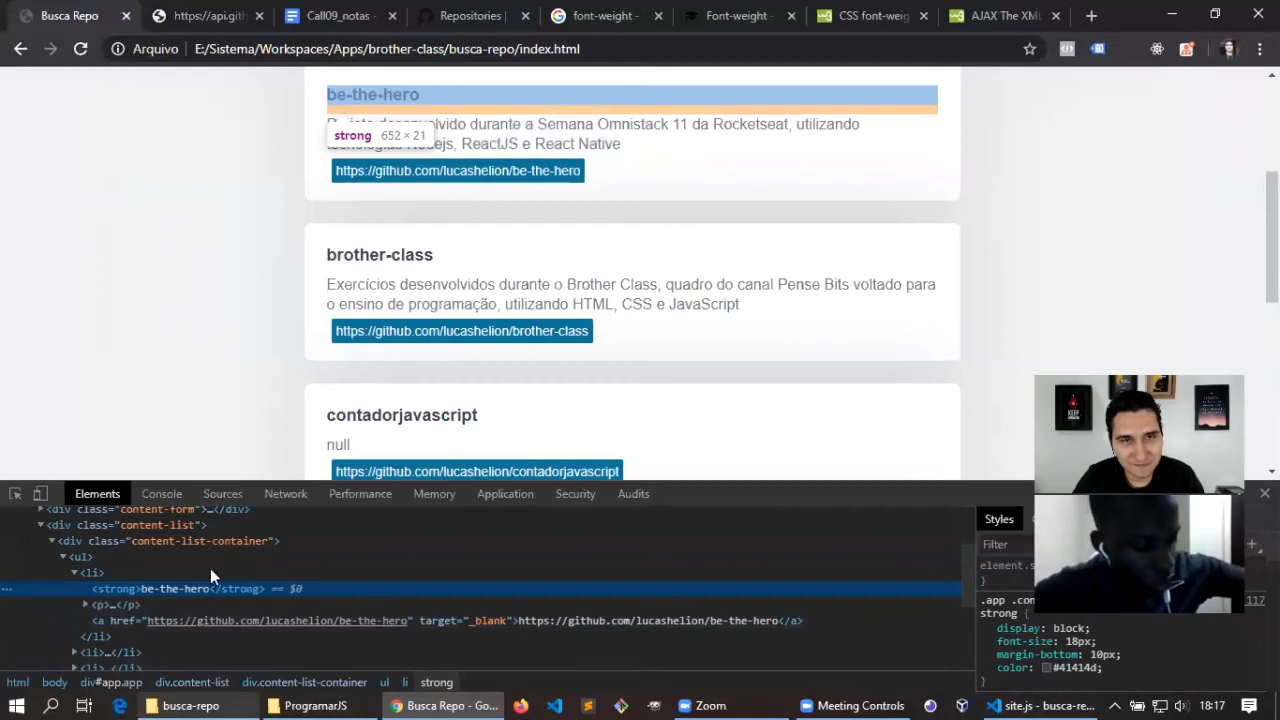 Busca Repo
https://api.gith
Call09_notas -
Repositories
font-weight -
Font-weight -
CSS font-weig
AJAX The XML
Arquivo
E:/Sistema/Workspaces/Apps/brother-class/busca-repo/index.html
be-the-hero
desenvolvido durante a Semana Omnistack 11 da Rocketseat, utilizando
strong 652 × 21
Nodejs, ReactJS e React Native
https://github.com/lucashelion/be-the-hero
brother-class
Exercícios desenvolvidos durante o Brother Class, quadro do canal Pense Bits voltado para
o ensino de programação, utilizando HTML, CSS e JavaScript
https://github.com/lucashelion/brother-class
contadorjavascript
null
https://github.com/lucashelion/contadorjavascript
Elements
Console
Sources
Network
Performance
Memory
Application
Security
Audits
<div class="content-form">…</div>
<div class="content-list">
<div class="content-list-container">
<ul>
<li>
<strong>be-the-hero</strong> == $0
<p>…</p>
<a href="https://github.com/lucashelion/be-the-hero" target="_blank">https://github.com/lucashelion/be-the-hero</a>
</li>
<li>…</li>
<li>…</li>
html body div#app.app div.content-list div.content-list-container ul li strong
Styles
Filter
element.s
}
.app .con
117
strong {
display: block;
font-size: 18px;
margin-bottom: 10px;
color: #41414d;
}
busca-repo
ProgramarJS
Busca Repo - Go...
Zoom
Meeting Controls
site.js - busca-re...
18:17